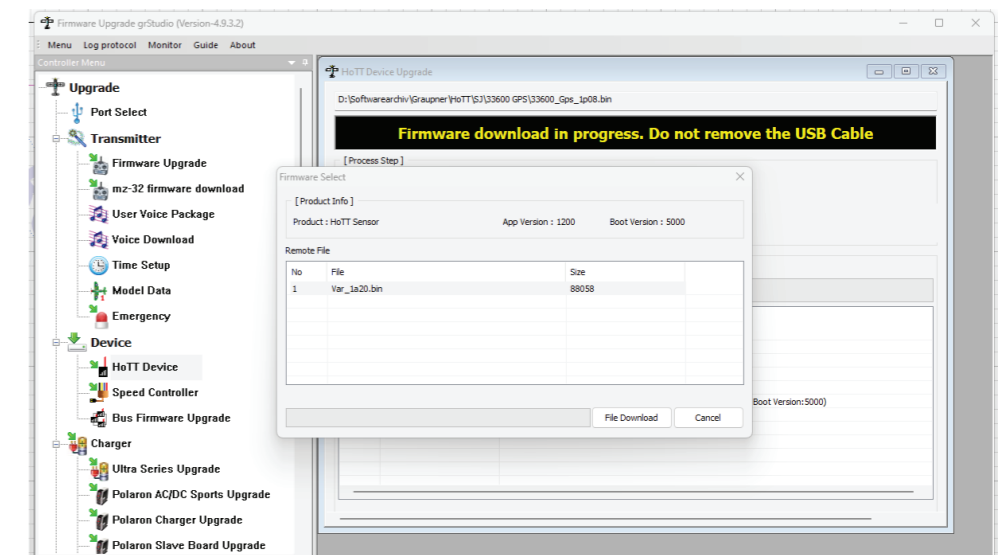 Firmware Upgrade grStudio (Version-4.9.3.2)
Menu Log protocol Monitor Guide About
Controller Menu
Upgrade
Port Select
Transmitter
Firmware Upgrade
mz-32 firmware download
User Voice Package
Voice Download
Time Setup
Model Data
Emergency
Device
HoTT Device
Speed Controller
Bus Firmware Upgrade
Charger
Ultra Series Upgrade
Polaron AC/DC Sports Upgrade
Polaron Charger Upgrade
Polaron Slave Board Upgrade
HoTT Device Upgrade
D:\Softwarearchiv\Graupner\HoTT\SJ\33600 GPS\33600_Gps_1p08.bin
Firmware download in progress. Do not remove the USB Cable
[ Process Step ]
Boot Version:5000)
Firmware Select
[ Product Info ]
Product : HoTT Sensor App Version : 1200 Boot Version : 5000
Remote File
No File Size
1 Var_1a20.bin 88058
File Download Cancel